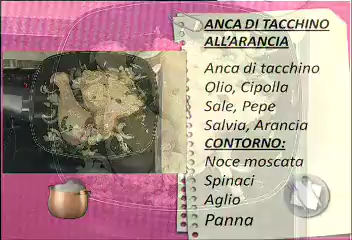 ANCA DI TACCHINO
ALL'ARANCIA
Anca di tacchino
Olio, Cipolla
Sale, Pepe
Salvia, Arancia
CONTORNO:
Noce moscata
Spinaci
Aglio
Panna